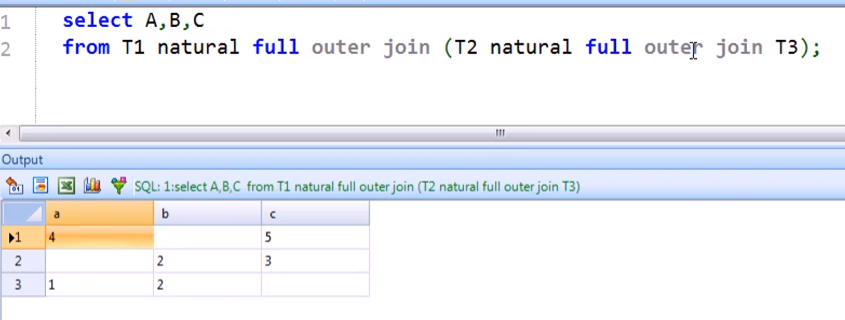 1 select A,B,C
2 from T1 natural full outer join (T2 natural full outer join T3);
Output
SQL: 1:select A,B,C from T1 natural full outer join (T2 natural full outer join T3)
a b c
1 4 5
2 2 3
3 1 2